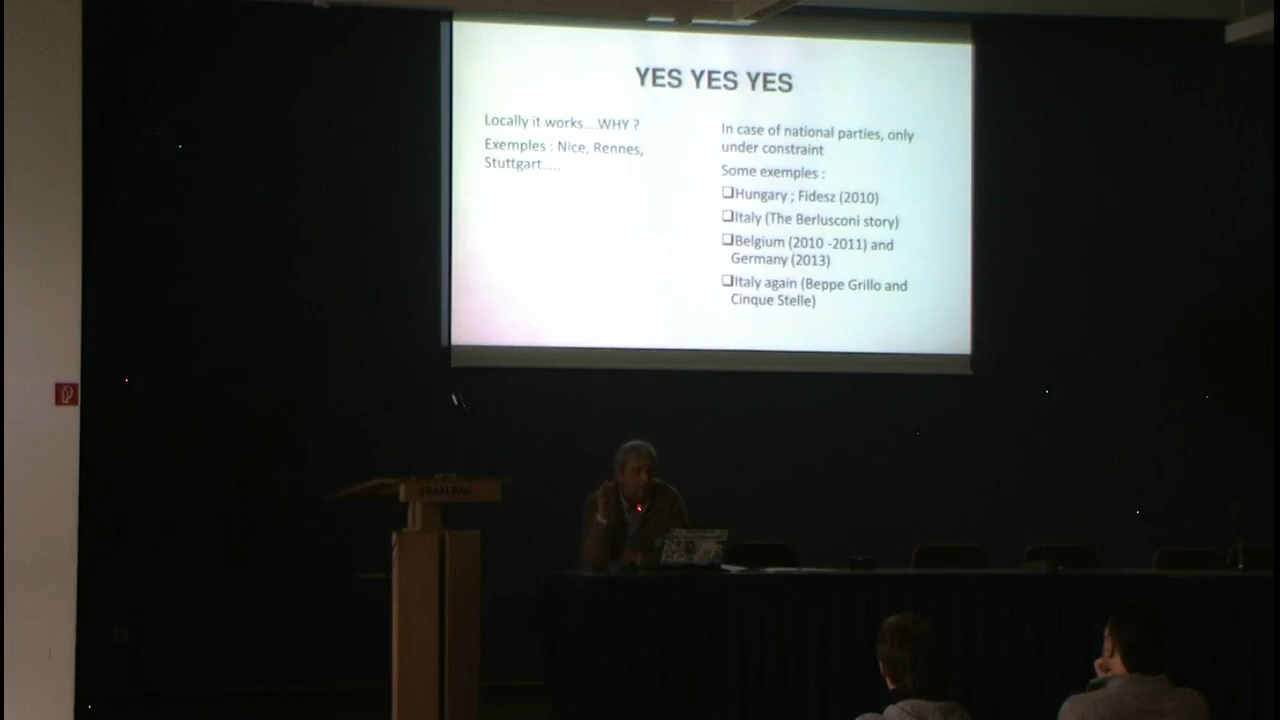 YES YES YES
Locally it works....WHY ?
Exemples : Nice, Rennes,
Stuttgart.....
In case of national parties, only
under constraint
Some exemples :
❑Hungary ; Fidesz (2010)
❑Italy (The Berlusconi story)
❑Belgium (2010 -2011) and
Germany (2013)
❑Italy again (Beppe Grillo and
Cinque Stelle)